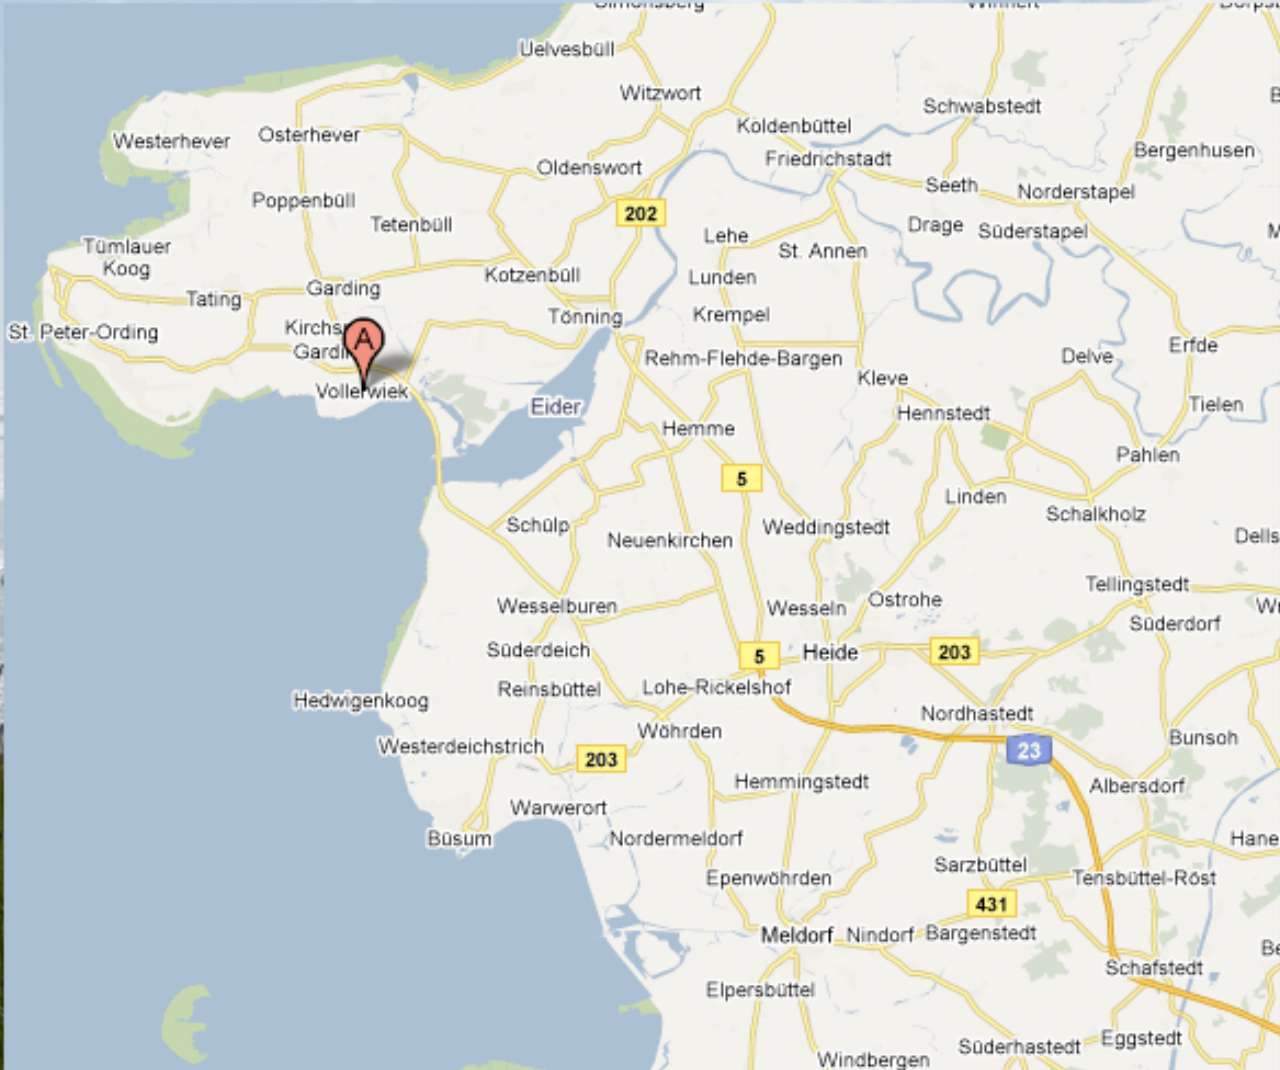 Simonsberg
Winnert
Uelvesbüll
Witzwort
Schwabstedt
Koldenbüttel
Westerhever
Osterhever
Bergenhusen
Friedrichstadt
Oldenswort
Seeth
Norderstapel
Poppenbüll
202
Tetenbüll
Drage
Süderstapel
Lehe
St. Annen
Tümlauer
Koog
Kotzenbüll
Lunden
Garding
Tating
Tönning
Krempel
St. Peter-Ording
Erfde
Delve
Rehm-Flehde-Bargen
A
Kleve
Vollerwiek
Eider
Tielen
Hennstedt
Hemme
Pahlen
5
Linden
Schalkholz
Schülp
Weddingstedt
Neuenkirchen
Tellingstedt
Ostrohe
Wesselburen
Wesseln
Süderdorf
Süderdeich
5
Heide
203
Reinsbüttel
Lohe-Rickelshof
Hedwigenkoog
Nordhastedt
Wöhrden
Bunsoh
Westerdeichstrich
23
203
Hemmingstedt
Albersdorf
Warwerort
Büsum
Nordermeldorf
Sarzbüttel
Epenwöhrden
Tensbüttel-Röst
431
Meldorf
Nindorf
Bargenstedt
Schafstedt
Elpersbüttel
Eggstedt
Süderhastedt
Windbergen